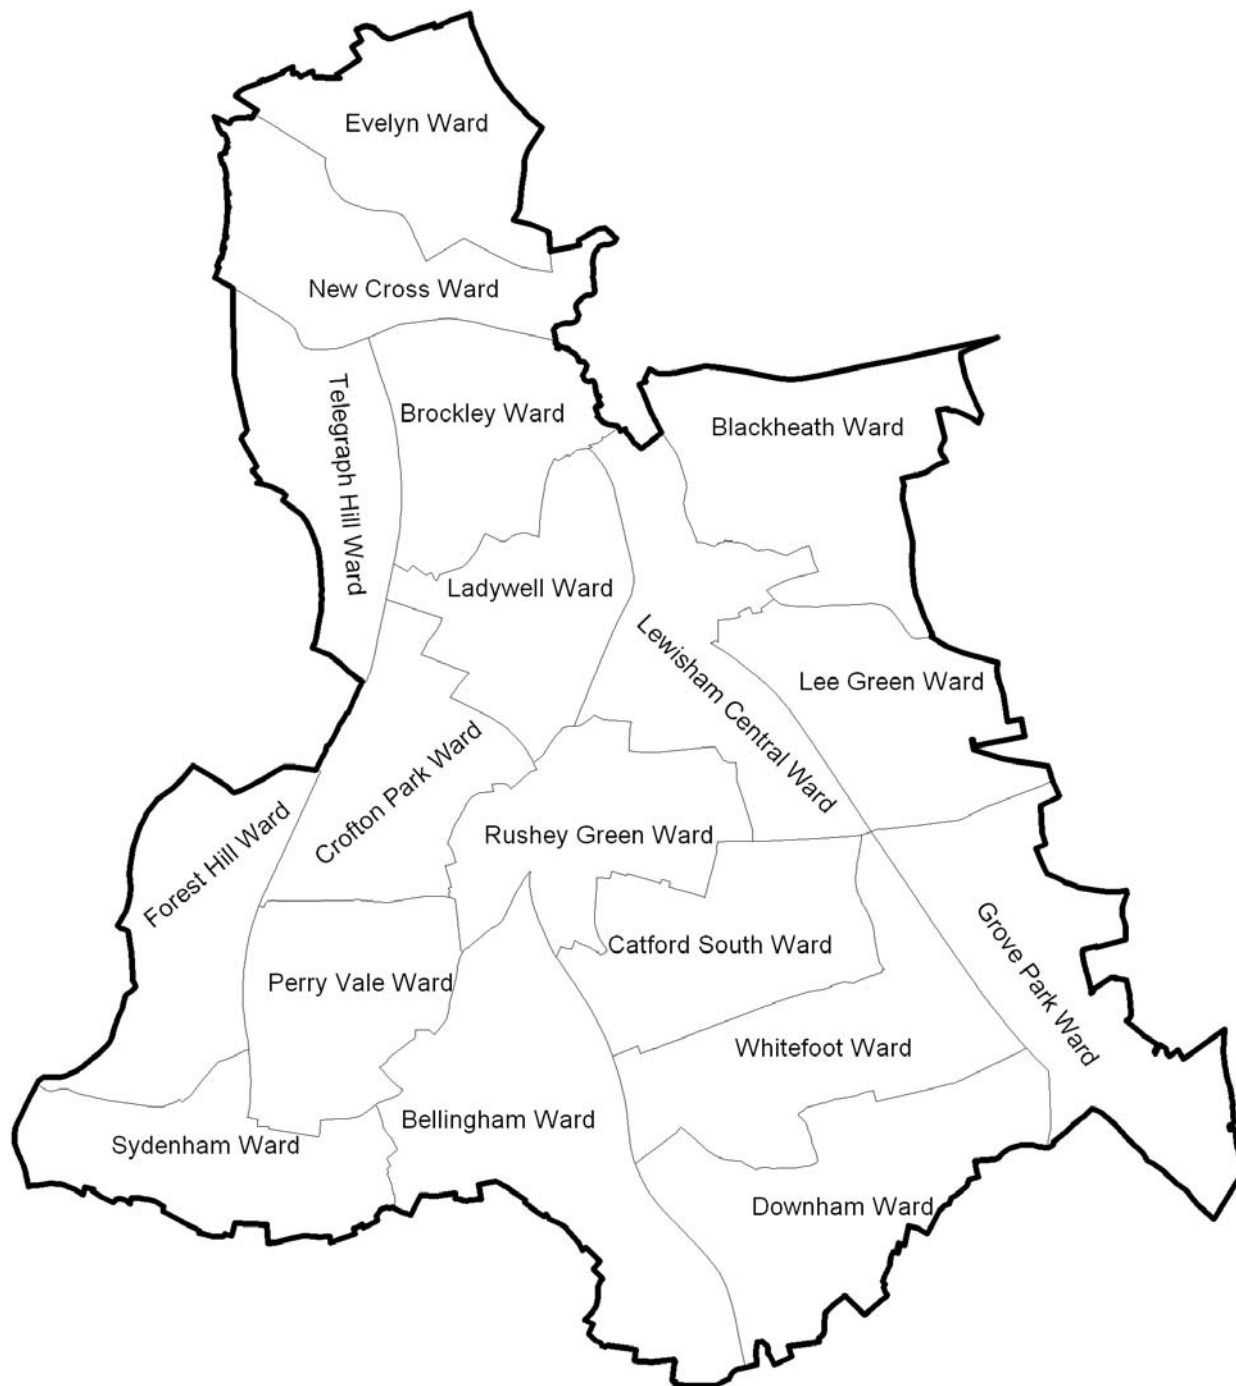 Evelyn Ward
New Cross Ward
Telegraph Hill Ward
Brockley Ward
Blackheath Ward
Ladywell Ward
Lewisham Central Ward
Lee Green Ward
Crofton Park Ward
Forest Hill Ward
Rushey Green Ward
Catford South Ward
Grove Park Ward
Perry Vale Ward
Whitefoot Ward
Bellingham Ward
Sydenham Ward
Downham Ward